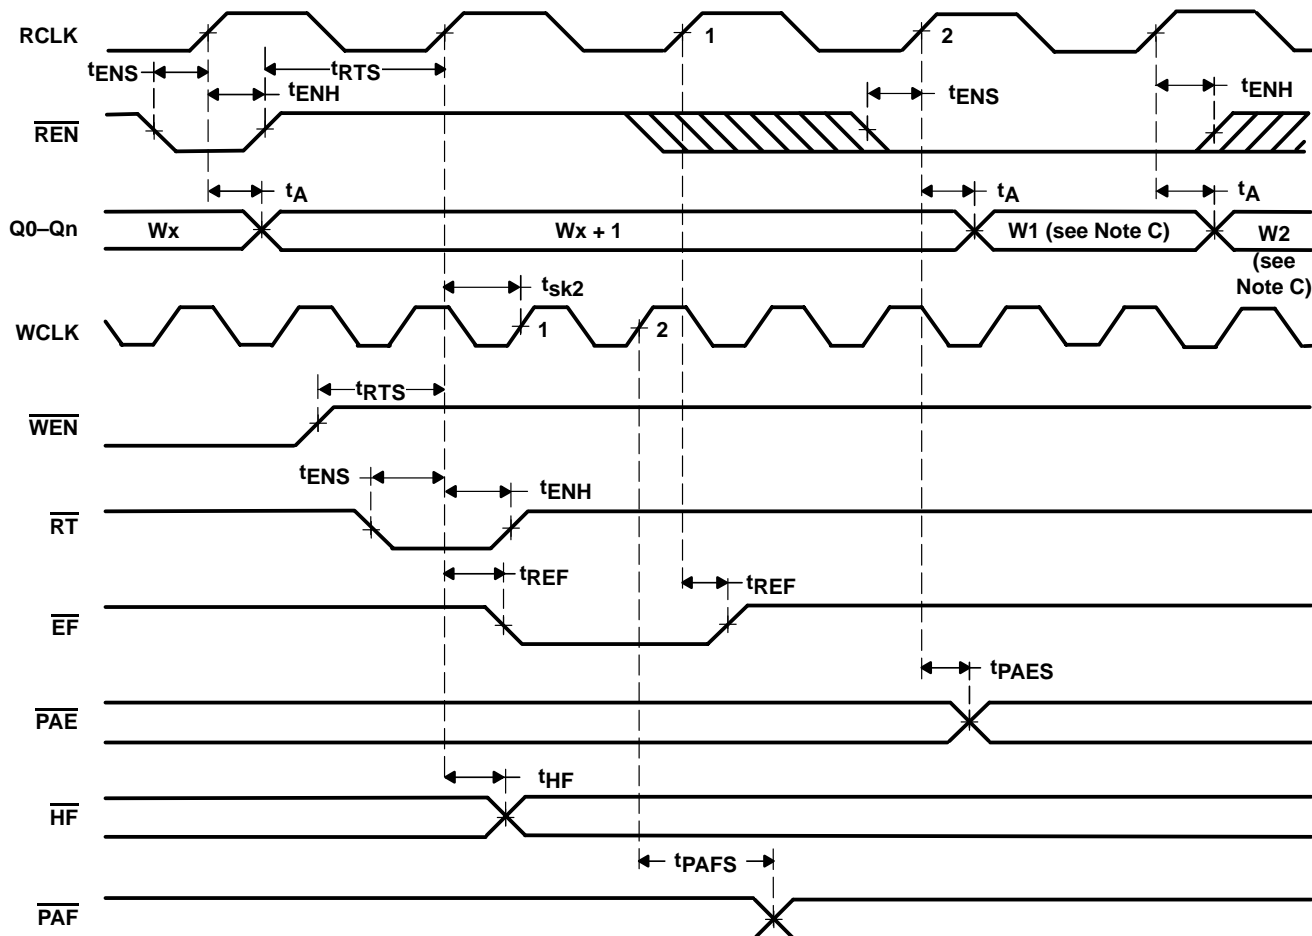 RCLK
1
2
tENS
tRTS
tENH
tENS
tENH
REN
tA
tA
tA
Q0–Qn
Wx
Wx + 1
W1 (see Note C)
W2
(see
Note C)
tsk2
WCLK
1
2
tRTS
WEN
tENS
tENH
RT
tREF
tREF
EF
tPAES
PAE
tHF
HF
tPAFS
PAF